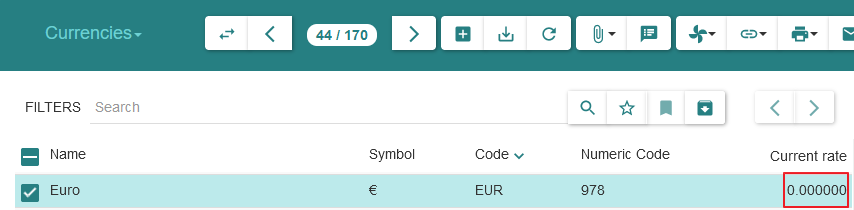 Currencies
44 / 170
FILTERS Search
Name Symbol Code Numeric Code Current rate
Euro € EUR 978 0.000000